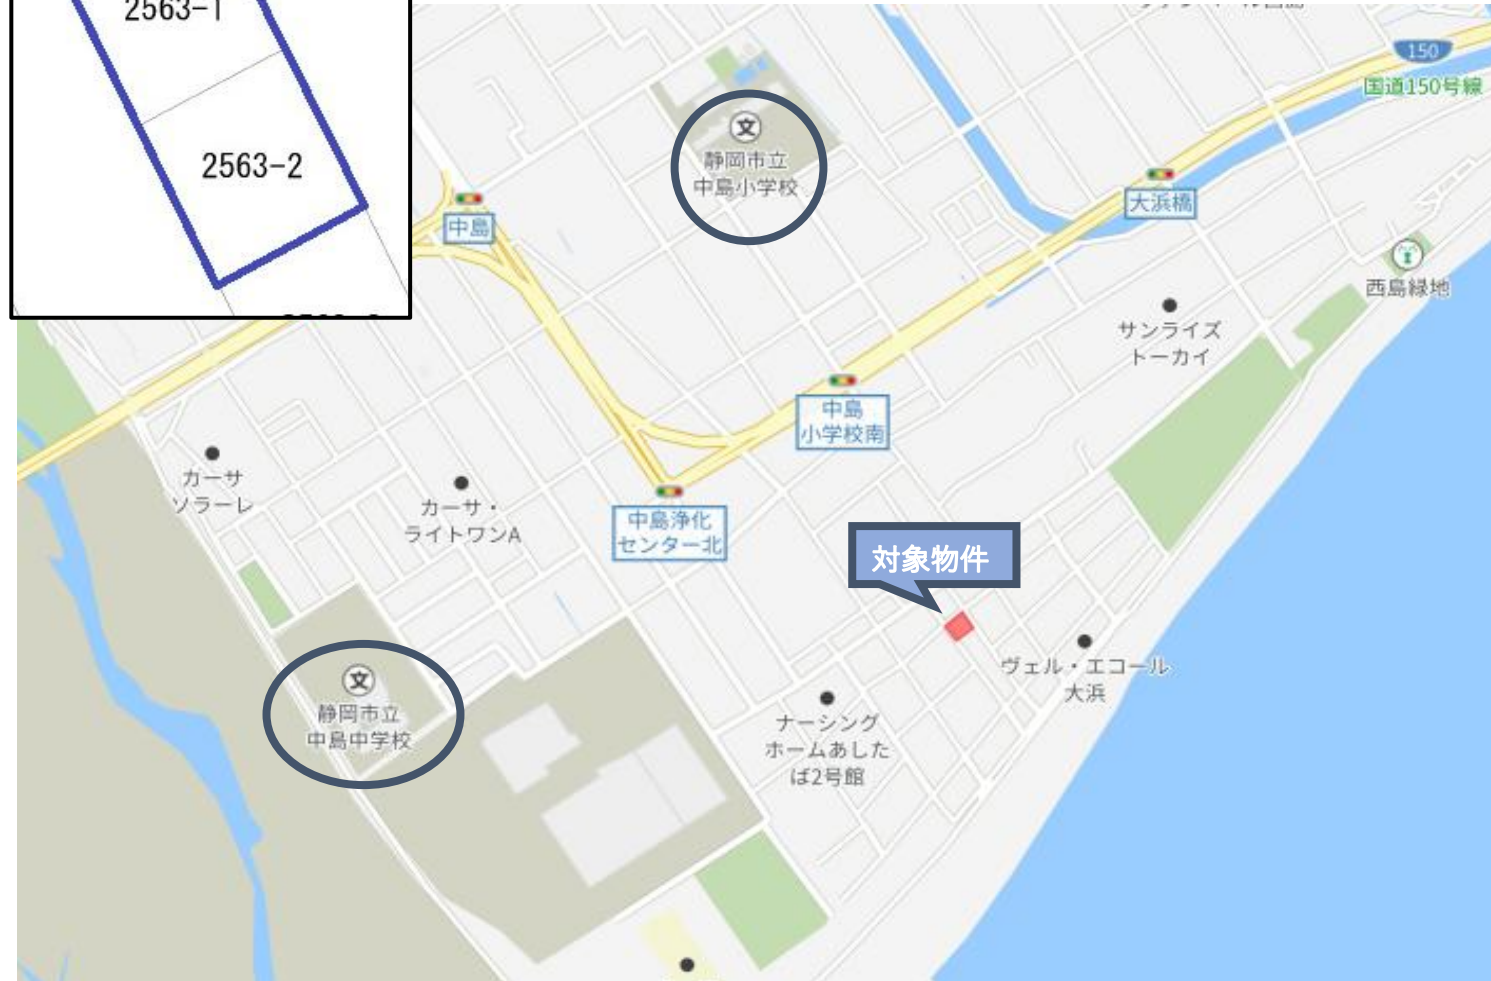 2563-1
2563-2
150
国道150号線
静岡市立
中島小学校
大浜橋
中島
西島緑地
サンライズ
トーカイ
中島
小学校南
カーサ
ソラーレ
カーサ・
ライトワンA
中島浄化
センター北
対象物件
静岡市立
中島中学校
ヴェル・エコール
大浜
ナーシング
ホームあした
ば2号館
文
文